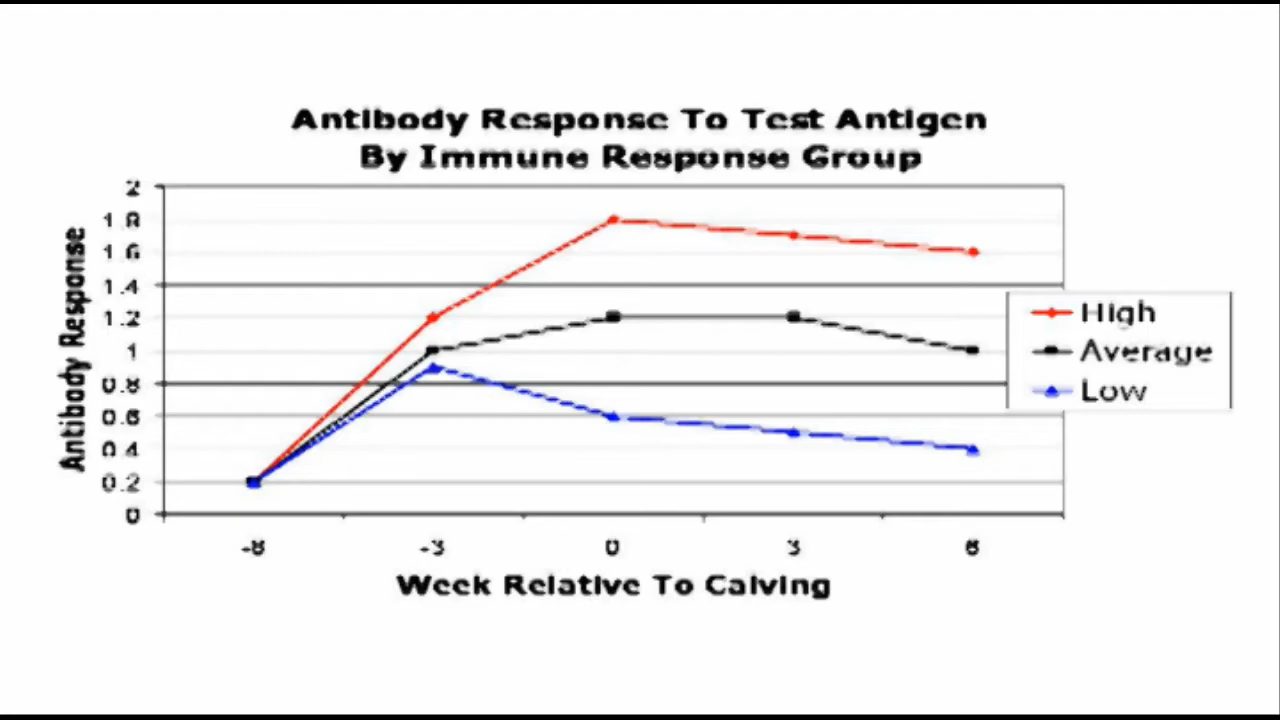 Antibody Response To Test Antigen
By Immune Response Group
Antibody Response
2
1.8
1.6
1.4
1.2
1
0.8
0.6
0.4
0.2
0
-3
0
3
High
Average
Low
Week Relative To Calving